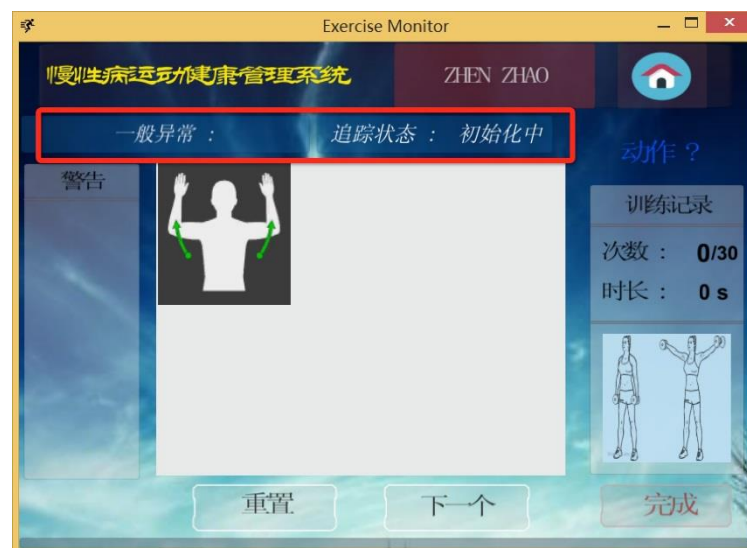 Exercise Monitor
慢性病运动健康管理系统
ZHEN ZHAO
一般异常 : 追踪状态 : 初始化中
动作 ?
警告
训练记录
次数 : 0/30
时长 : 0 s
重置
下一个
完成